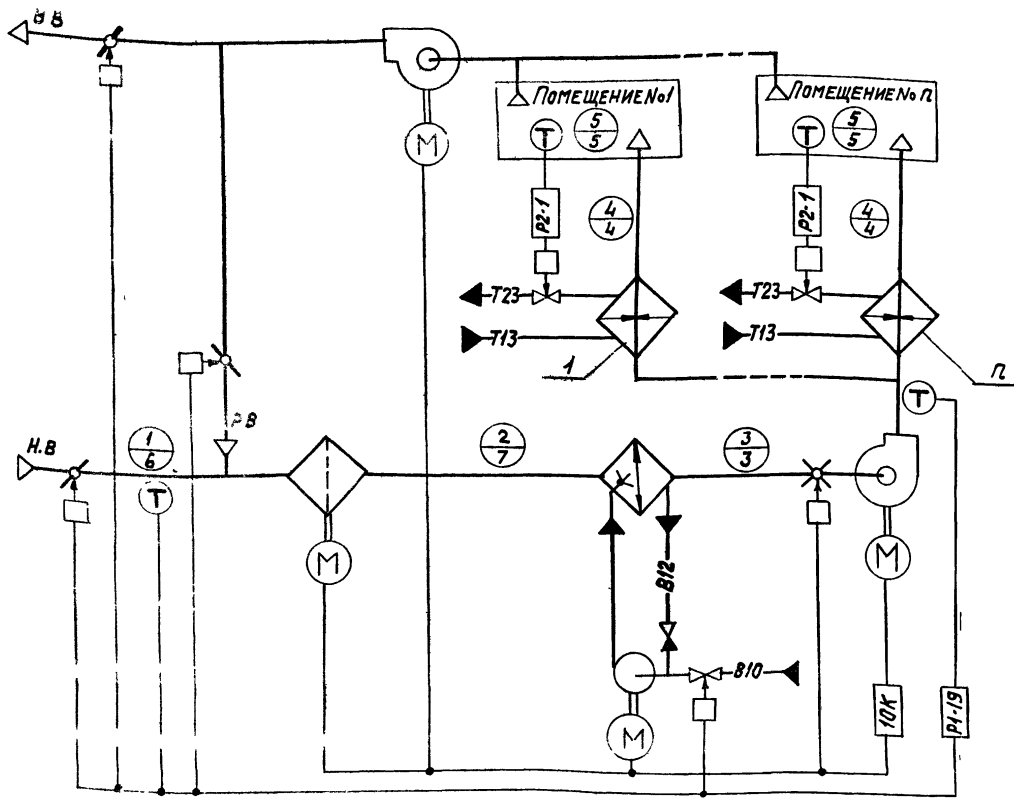 В В
ПОМЕЩЕНИЕ №1
ПОМЕЩЕНИЕ № п
Т
5
5
Т
5
5
М
Р2-1
4
4
Р2-1
4
4
Т23
Т23
Т13
Т13
1
п
Т
РВ
Н.В
1
6
2
7
3
3
Т
М
М
В12
В10
М
10К
Р1-19